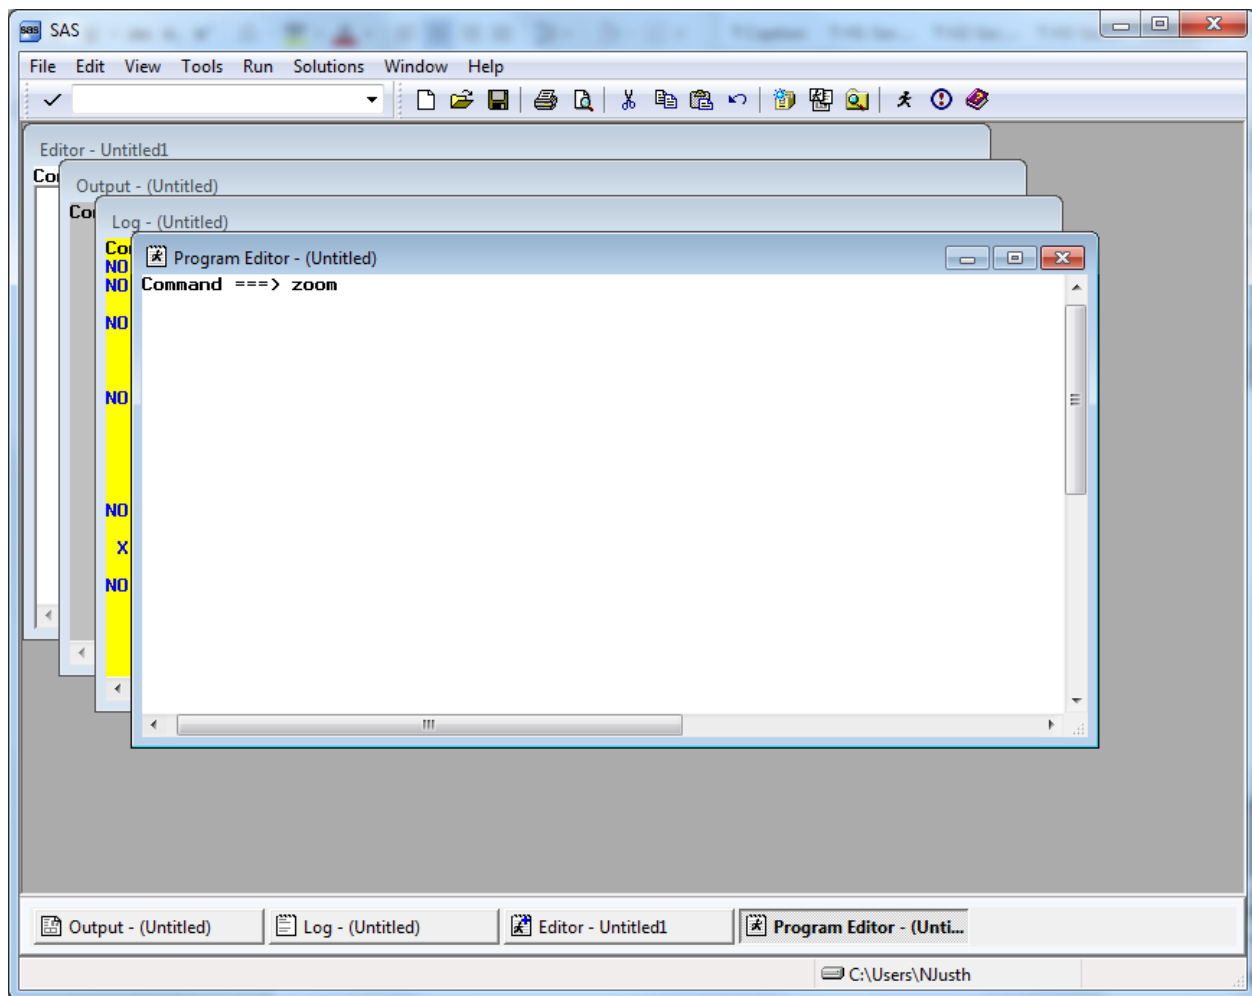 sas SAS
File Edit View Tools Run Solutions Window Help
Editor - Untitled1
Output - (Untitled)
Log - (Untitled)
NO
Program Editor - (Untitled)
NO
Command ===> zoom
NO
NO
NO
X
NO
Output - (Untitled)
Log - (Untitled)
Editor - Untitled1
Program Editor - (Unti...
C:\Users\NJusth